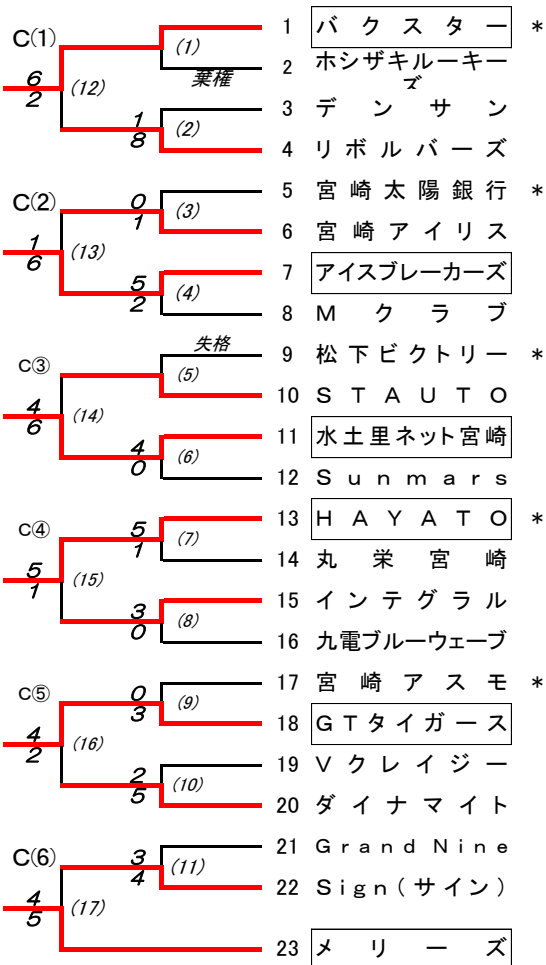 C(1)
6
2
(12)
(1)
棄権
1
8
(2)
1 バクスター *
2 ホシザキルーキーズ
3 デンサン
4 リボルバーズ
C(2)
1
6
(13)
0
1
(3)
5
2
(4)
5 宮崎太陽銀行 *
6 宮崎アイリス
7 アイスブレーカーズ
8 Mクラブ
C③
4
6
(14)
失格
(5)
4
0
(6)
9 松下ビクトリー *
10 STAUTO
11 水土里ネット宮崎
12 Sunmars
C④
5
1
(15)
5
1
(7)
3
0
(8)
13 HAYATO *
14 丸栄宮崎
15 インテグラル
16 九電ブルーウェーブ
C⑤
4
2
(16)
0
3
(9)
2
5
(10)
17 宮崎アスモ *
18 GTタイガース
19 Vクレイジー
20 ダイナマイト
C(6)
4
5
(17)
3
4
(11)
21 Grand Nine
22 Sign(サイン)
23 メリーズ